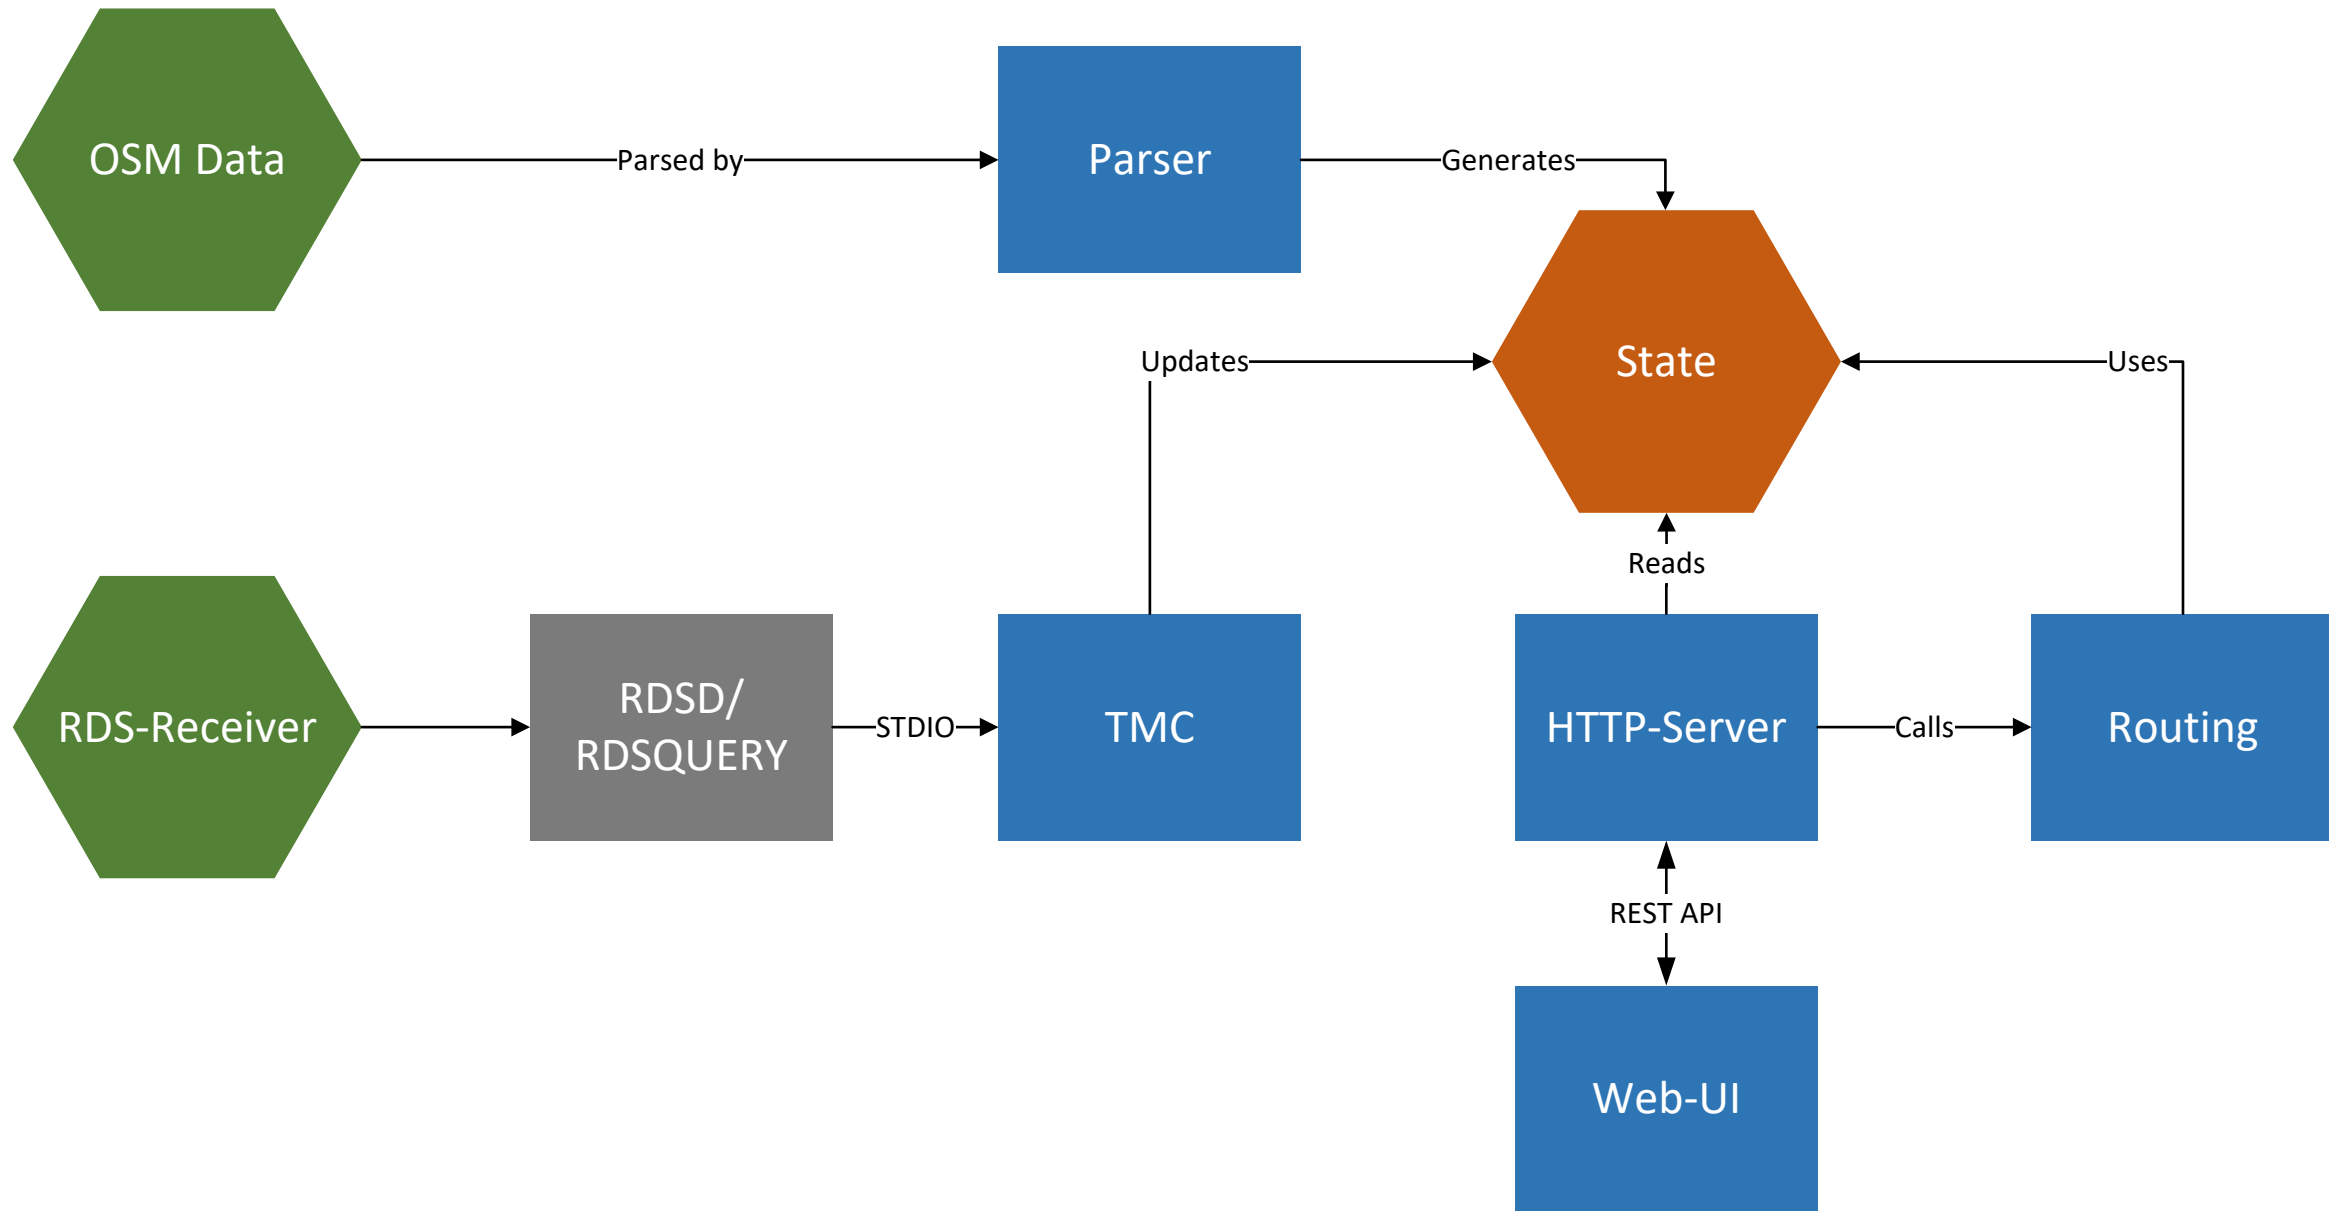 OSM Data
Parsed by
Parser
Generates
State
Updates
Uses
Reads
RDS-Receiver
RDSD/
RDSQUERY
STDIO
TMC
HTTP-Server
Calls
Routing
REST API
Web-UI